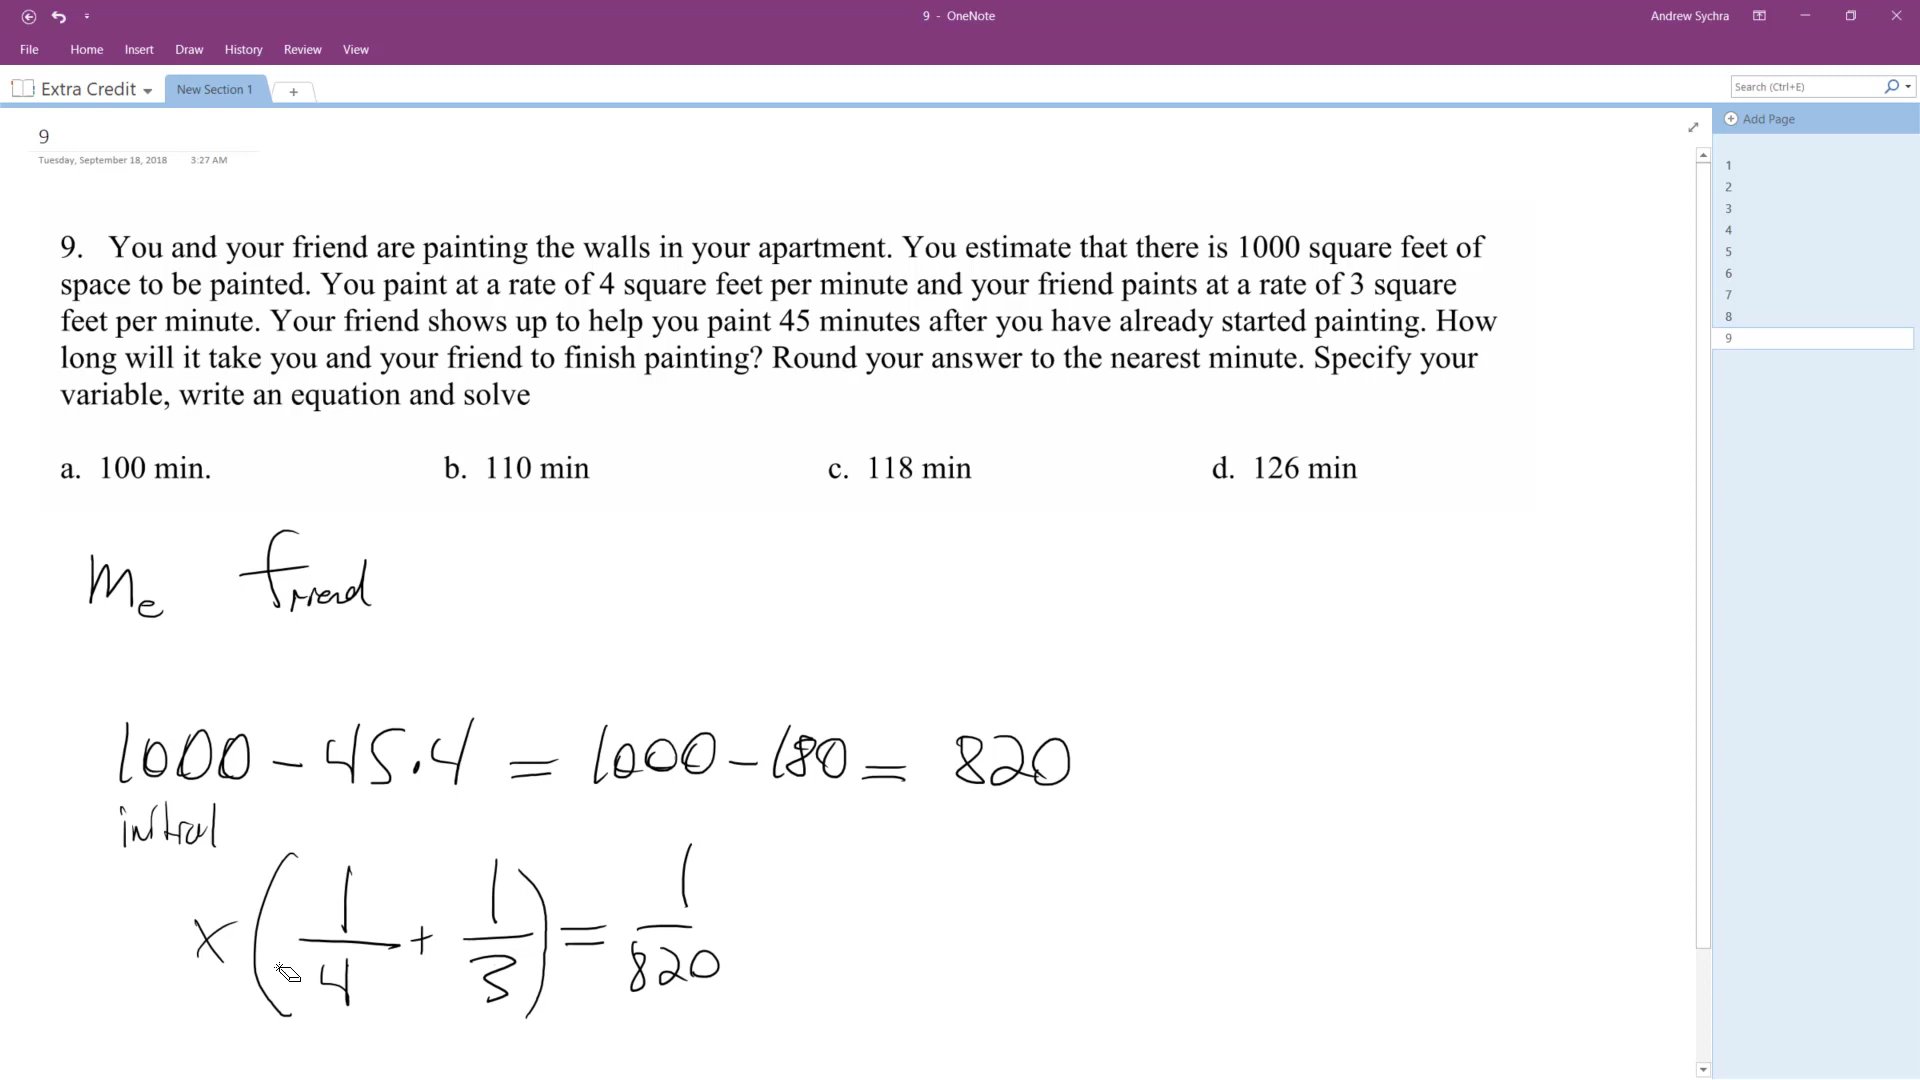 9 - OneNote
Andrew Sychra
File Home Insert Draw History Review View
Extra Credit New Section 1 +
Search (Ctrl+E)
Add Page
9
Tuesday, September 18, 2018 3:27 AM
1
2
3
4
5
6
7
8
9
9. You and your friend are painting the walls in your apartment. You estimate that there is 1000 square feet of
space to be painted. You paint at a rate of 4 square feet per minute and your friend paints at a rate of 3 square
feet per minute. Your friend shows up to help you paint 45 minutes after you have already started painting. How
long will it take you and your friend to finish painting? Round your answer to the nearest minute. Specify your
variable, write an equation and solve
a. 100 min. b. 110 min c. 118 min d. 126 min
Me friend
1000 - 45.4 = 1000 - 180 = 820
initial
x(1/4 + 1/3) = 1/820